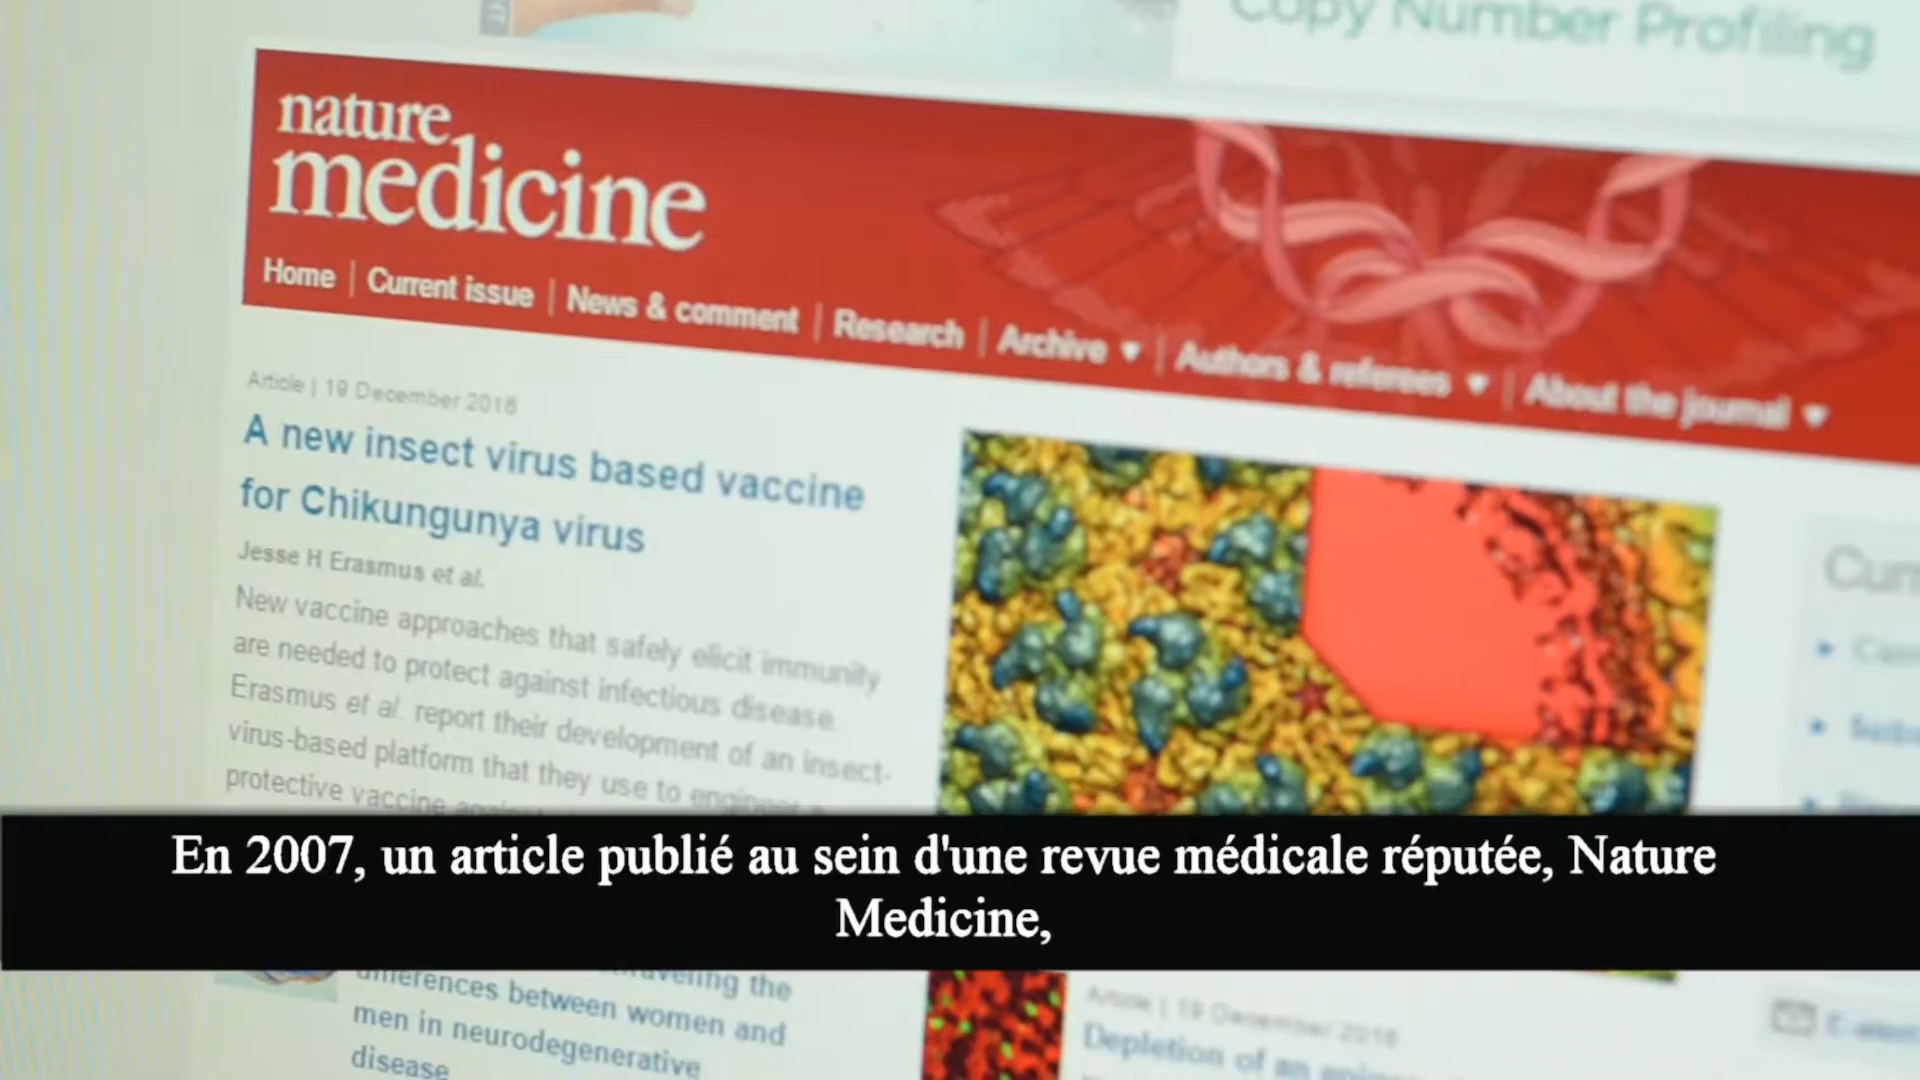 Copy Number Profiling
nature
medicine
Home | Current issue | News & comment | Research | Archive ▼ | Authors & referees ▼ | About the journal ▼
Article | 19 December 2016
A new insect virus based vaccine
for Chikungunya virus
Jesse H Erasmus et al.
New vaccine approaches that safely elicit immunity
are needed to protect against infectious disease.
Erasmus et al. report their development of an insect-
virus-based platform that they use to engineer a
protective vaccine
En 2007, un article publié au sein d'une revue médicale réputée, Nature
Medicine,
the
differences between women and
men in neurodegenerative
disease
Article | 19 December 2016
Depletion of an